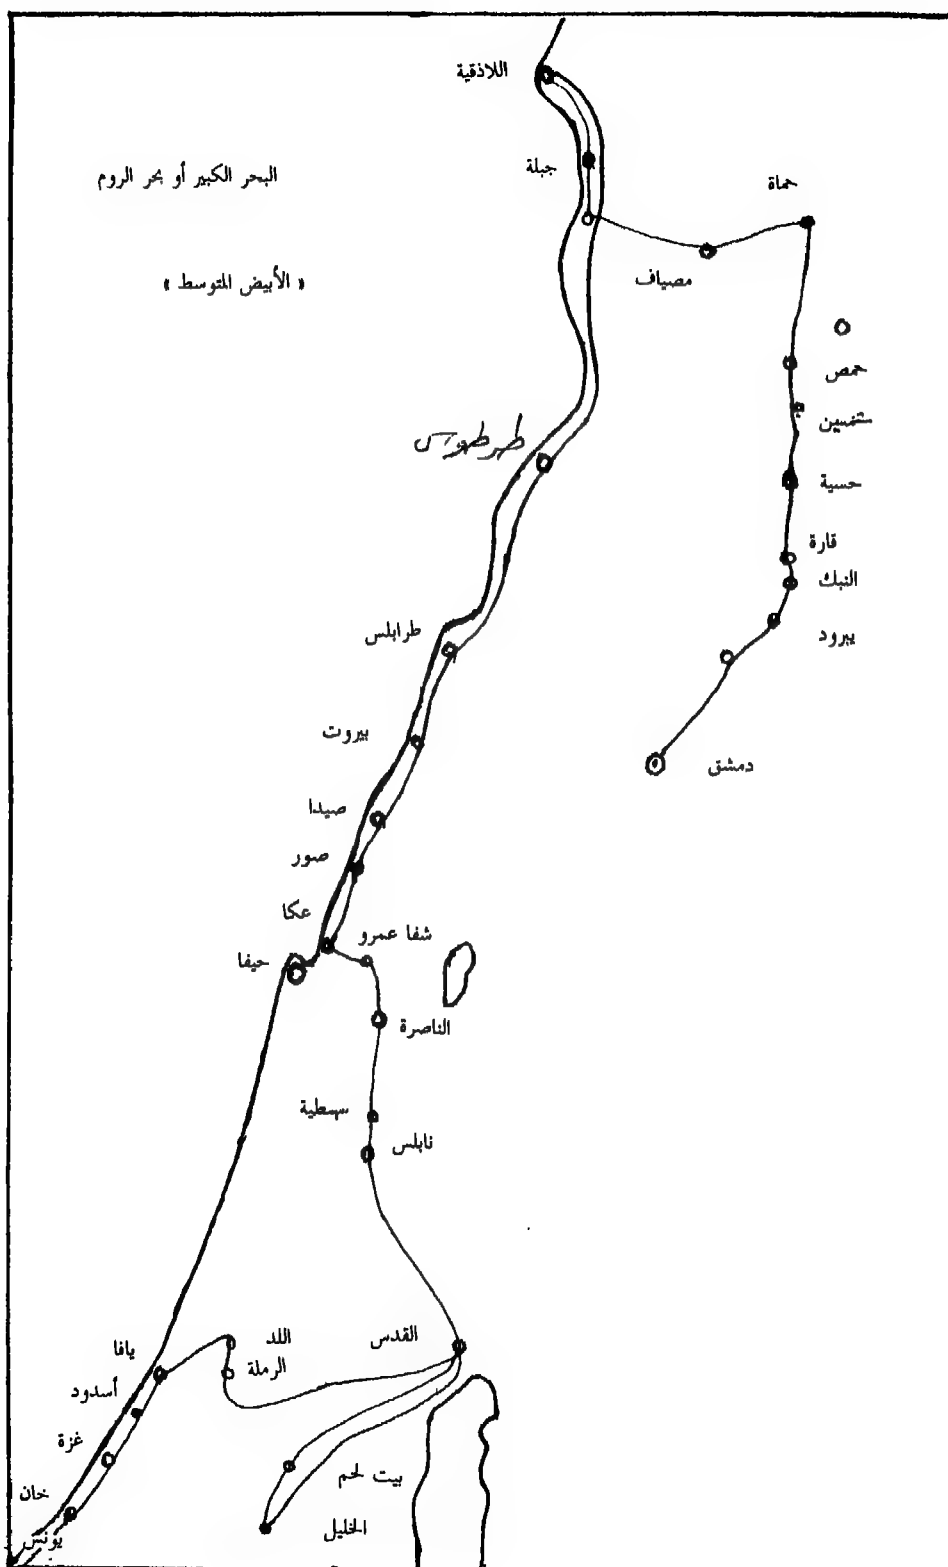 اللاذقية
جبلة
البحر الكبير أو بحر الروم
حماة
« الأبيض المتوسط »
مصياف
حمص
شمسين
طرطوس
حسية
قارة
النبك
طرابلس
يبرود
بيروت
دمشق
صيدا
صور
عكا
شفا عمرو
حيفا
الناصرة
سبسطية
نابلس
القدس
اللد
يافا
الرملة
أسدود
غزة
بيت لحم
خان
يونس
الخليل